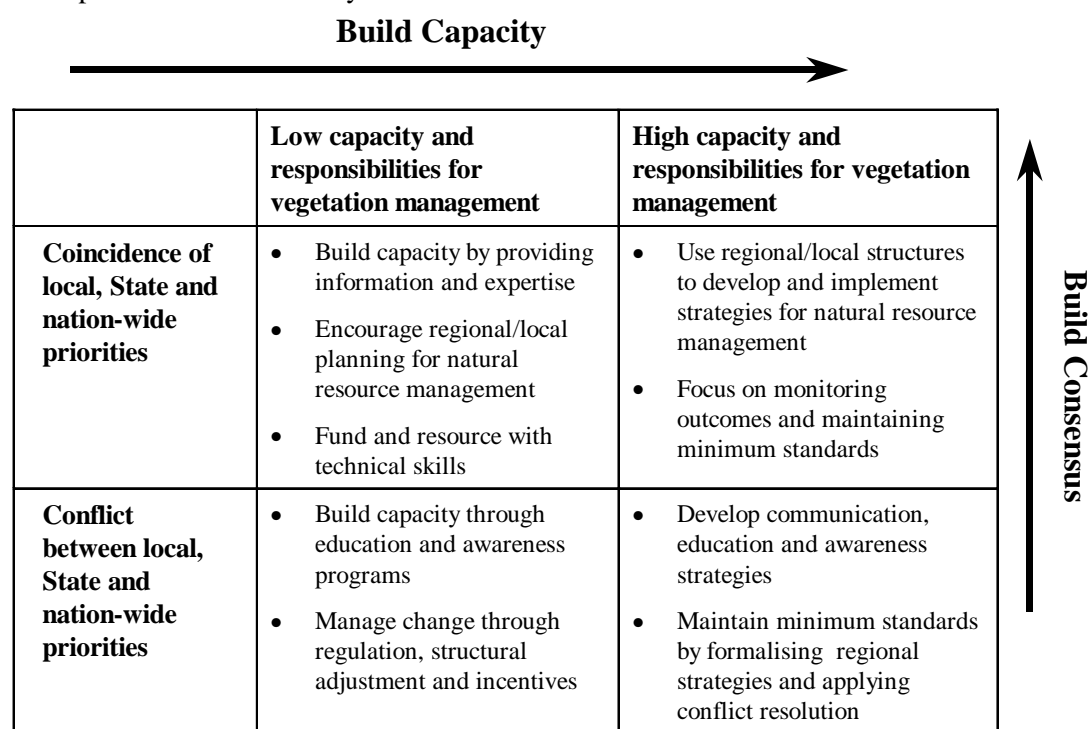 Build Capacity
Low capacity and
responsibilities for
vegetation management
High capacity and
responsibilities for vegetation
management
Coincidence of
local, State and
nation-wide
priorities
• Build capacity by providing
information and expertise
• Encourage regional/local
planning for natural
resource management
• Fund and resource with
technical skills
• Use regional/local structures
to develop and implement
strategies for natural resource
management
• Focus on monitoring
outcomes and maintaining
minimum standards
Conflict
between local,
State and
nation-wide
priorities
• Build capacity through
education and awareness
programs
• Manage change through
regulation, structural
adjustment and incentives
• Develop communication,
education and awareness
strategies
• Maintain minimum standards
by formalising regional
strategies and applying
conflict resolution
Build Consensus